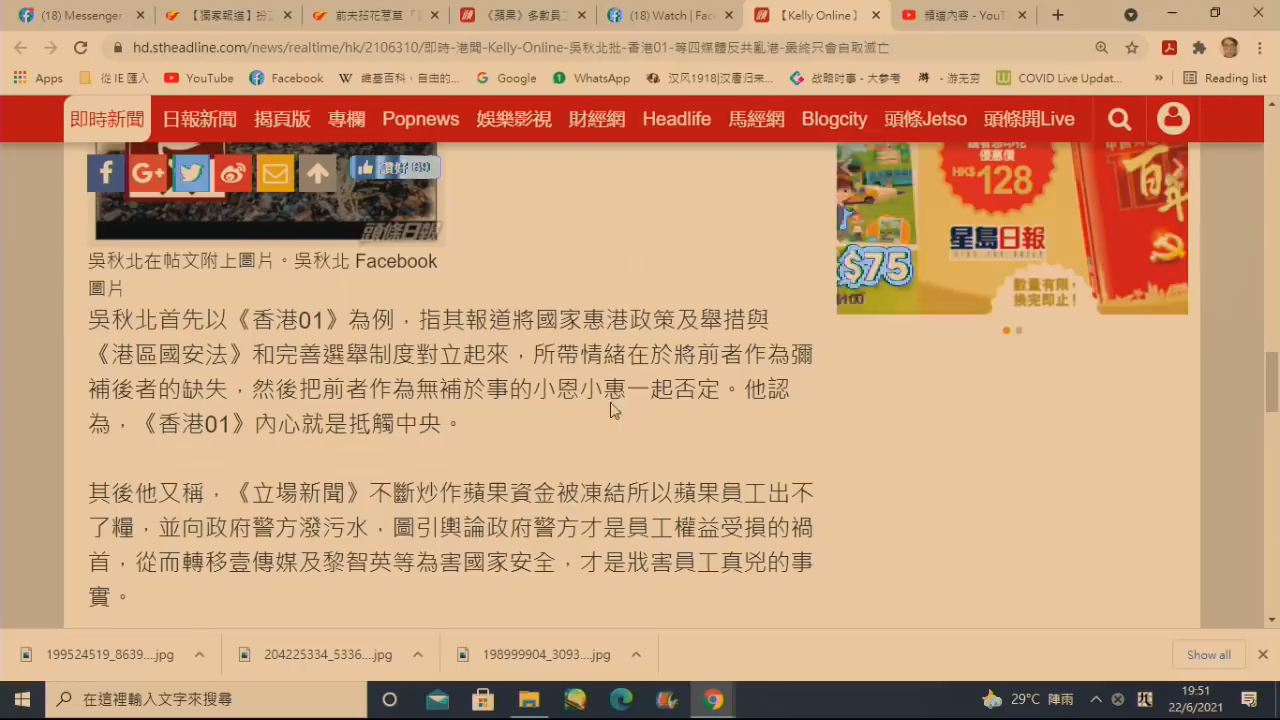 (18) Messenger
【獨家報道】扮
前夫拈花惹草
《蘋果》多數員
(18) Watch | Fac
【Kelly Online】
頻道內容 - YouT
hd.stheadline.com/news/realtime/hk/2106310/即時-港聞-Kelly-Online-吳秋北批-香港01-等四媒體反共亂港-最終只會自取滅亡
Apps 從 IE 匯入 YouTube Facebook 維基百科，自由的... Google WhatsApp 汉风1918|汉唐归来... 战略时事 - 大参考 - 游无穷 COVID Live Updat... » Reading list
即時新聞 日報新聞 揭頁版 專欄 Popnews 娛樂影視 財經網 Headlife 馬經網 Blogcity 頭條Jetso 頭條開Live
優惠價
HK$128
星島日報
$75
數量有限，
換完即止！
頭條日報
吳秋北在帖文附上圖片。吳秋北 Facebook
圖片
吳秋北首先以《香港01》為例，指其報道將國家惠港政策及舉措與
《港區國安法》和完善選舉制度對立起來，所帶情緒在於將前者作為彌
補後者的缺失，然後把前者作為無補於事的小恩小惠一起否定。他認
為，《香港01》內心就是抵觸中央。
其後他又稱，《立場新聞》不斷炒作蘋果資金被凍結所以蘋果員工出不
了糧，並向政府警方潑污水，圖引輿論政府警方才是員工權益受損的禍
首，從而轉移壹傳媒及黎智英等為害國家安全，才是戕害員工真兇的事
實。
199524519_8639....jpg 204225334_5336....jpg 198999904_3093....jpg Show all
在這裡輸入文字來搜尋
29°C 陣雨
19:51
22/6/2021